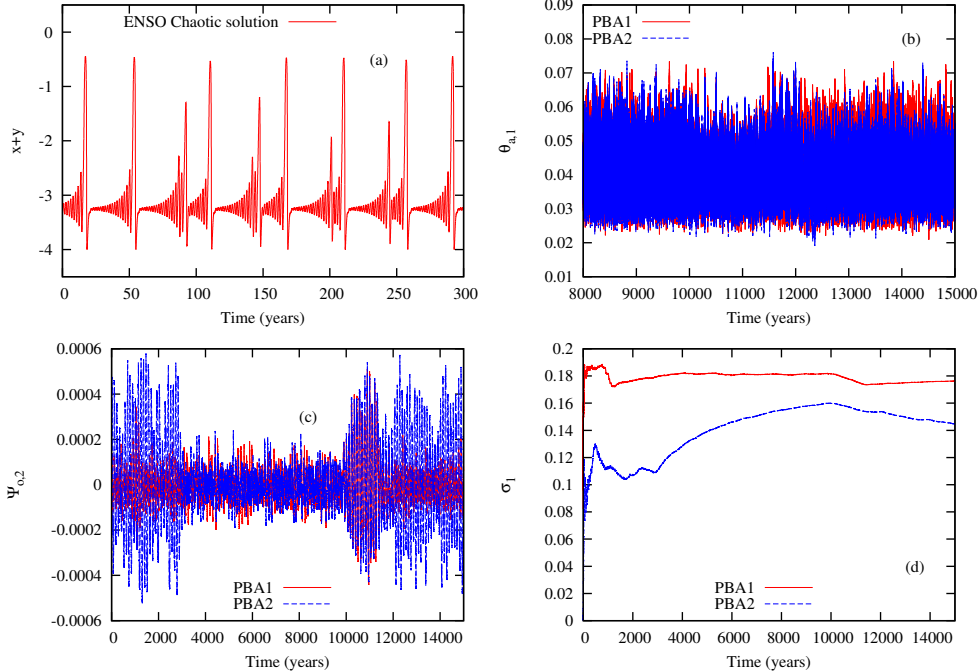 ENSO Chaotic solution
(a)
x+y
0
-1
-2
-3
-4
0 50 100 150 200 250 300
Time (years)
PBA1
PBA2
(b)
θa,1
0.09
0.08
0.07
0.06
0.05
0.04
0.03
0.02
0.01
8000 9000 10000 11000 12000 13000 14000 15000
Time (years)
(c)
Ψo,2
0.0006
0.0004
0.0002
0
-0.0002
-0.0004
-0.0006
PBA1
PBA2
0 2000 4000 6000 8000 10000 12000 14000
Time (years)
σ1
0.2
0.18
0.16
0.14
0.12
0.1
0.08
0.06
0.04
0.02
0
(d)
PBA1
PBA2
0 2000 4000 6000 8000 10000 12000 14000
Time (years)